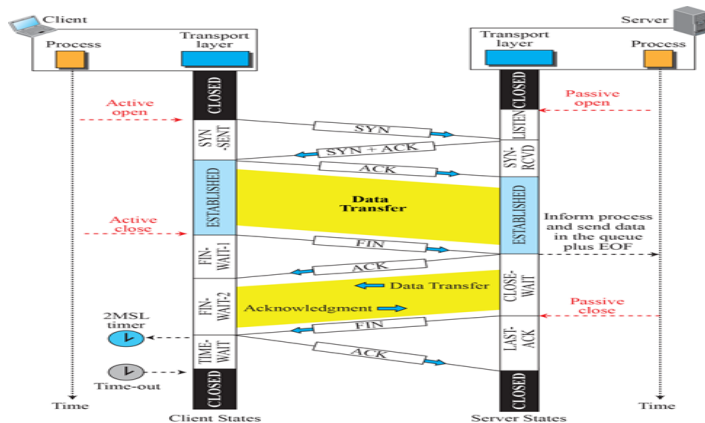 Client
Server
Process
Transport
layer
Transport
layer
Process
CLOSED
CLOSED
Active
open
Passive
open
SYN
LISTEN
SYN
-SENT
SYN + ACK
SYN-
RCVD
ACK
ESTABLISHED
Data
Transfer
ESTABLISHED
Active
close
Inform process
and send data
in the queue
plus EOF
FIN
FIN-
WAIT-1
ACK
CLOSE-
WAIT
Data Transfer
FIN-
WAIT-2
Acknowledgment
Passive
close
2MSL
timer
FIN
TIME-
WAIT
LAST-
ACK
ACK
Time-out
CLOSED
CLOSED
Time
Client States
Server States
Time